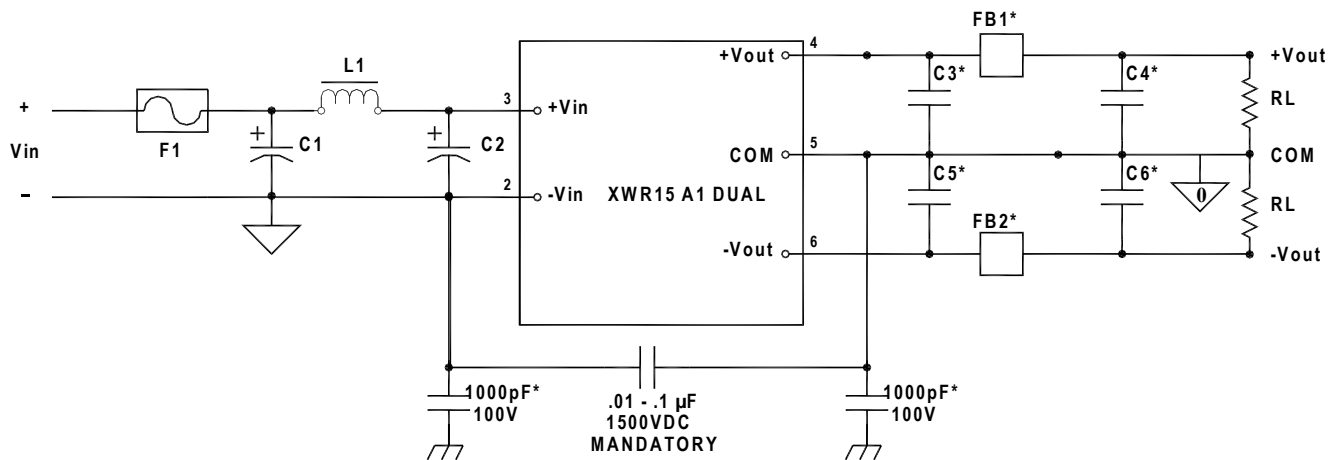 FB1*
+Vout
4
+Vout
C3*
C4*
L1
RL
+
3
+Vin
F1
+
C1
+
C2
Vin
COM
5
COM
–
2
-Vin
XWR15 A1 DUAL
C5*
C6*
0
FB2*
RL
-Vout
6
-Vout
1000pF*
100V
.01 - .1 µF
1500VDC
MANDATORY
1000pF*
100V